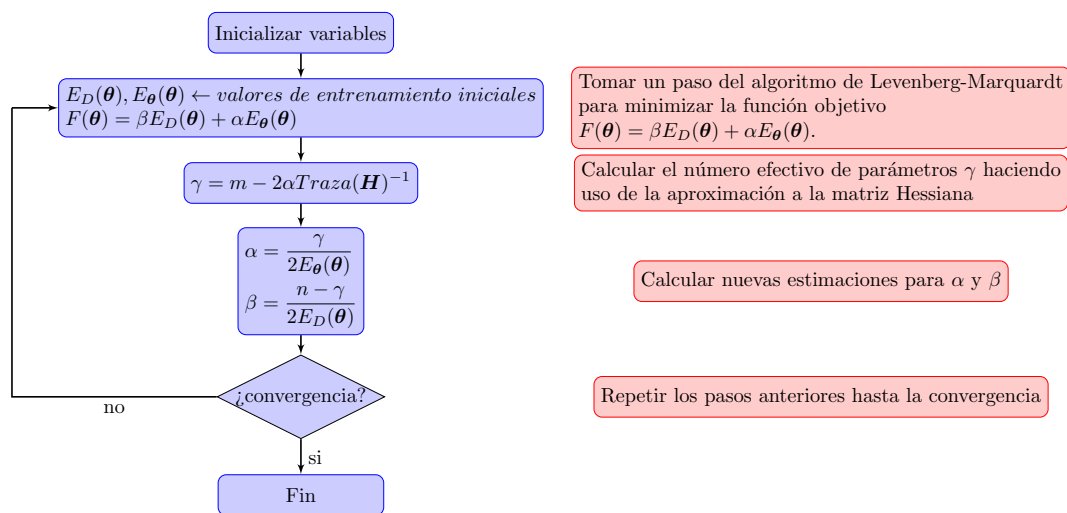 Inicializar variables
E_D(θ), E_θ(θ) ← valores de entrenamiento iniciales
F(θ) = βE_D(θ) + αE_θ(θ)
Tomar un paso del algoritmo de Levenberg-Marquardt
para minimizar la función objetivo
F(θ) = βE_D(θ) + αE_θ(θ).
γ = m − 2αTraza(H)^{−1}
Calcular el número efectivo de parámetros γ haciendo
uso de la aproximación a la matriz Hessiana
α = γ / 2E_θ(θ)
β = n − γ / 2E_D(θ)
Calcular nuevas estimaciones para α y β
¿convergencia?
no
Repetir los pasos anteriores hasta la convergencia
si
Fin